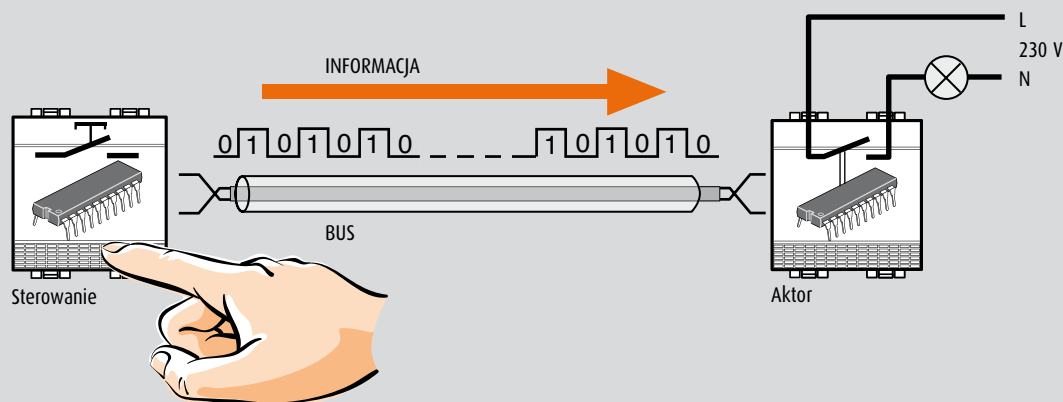 L
230 V
N
INFORMACJA
0 1 0 1 0 1 0 1 0 1 0 1 0
BUS
Sterowanie
Aktor